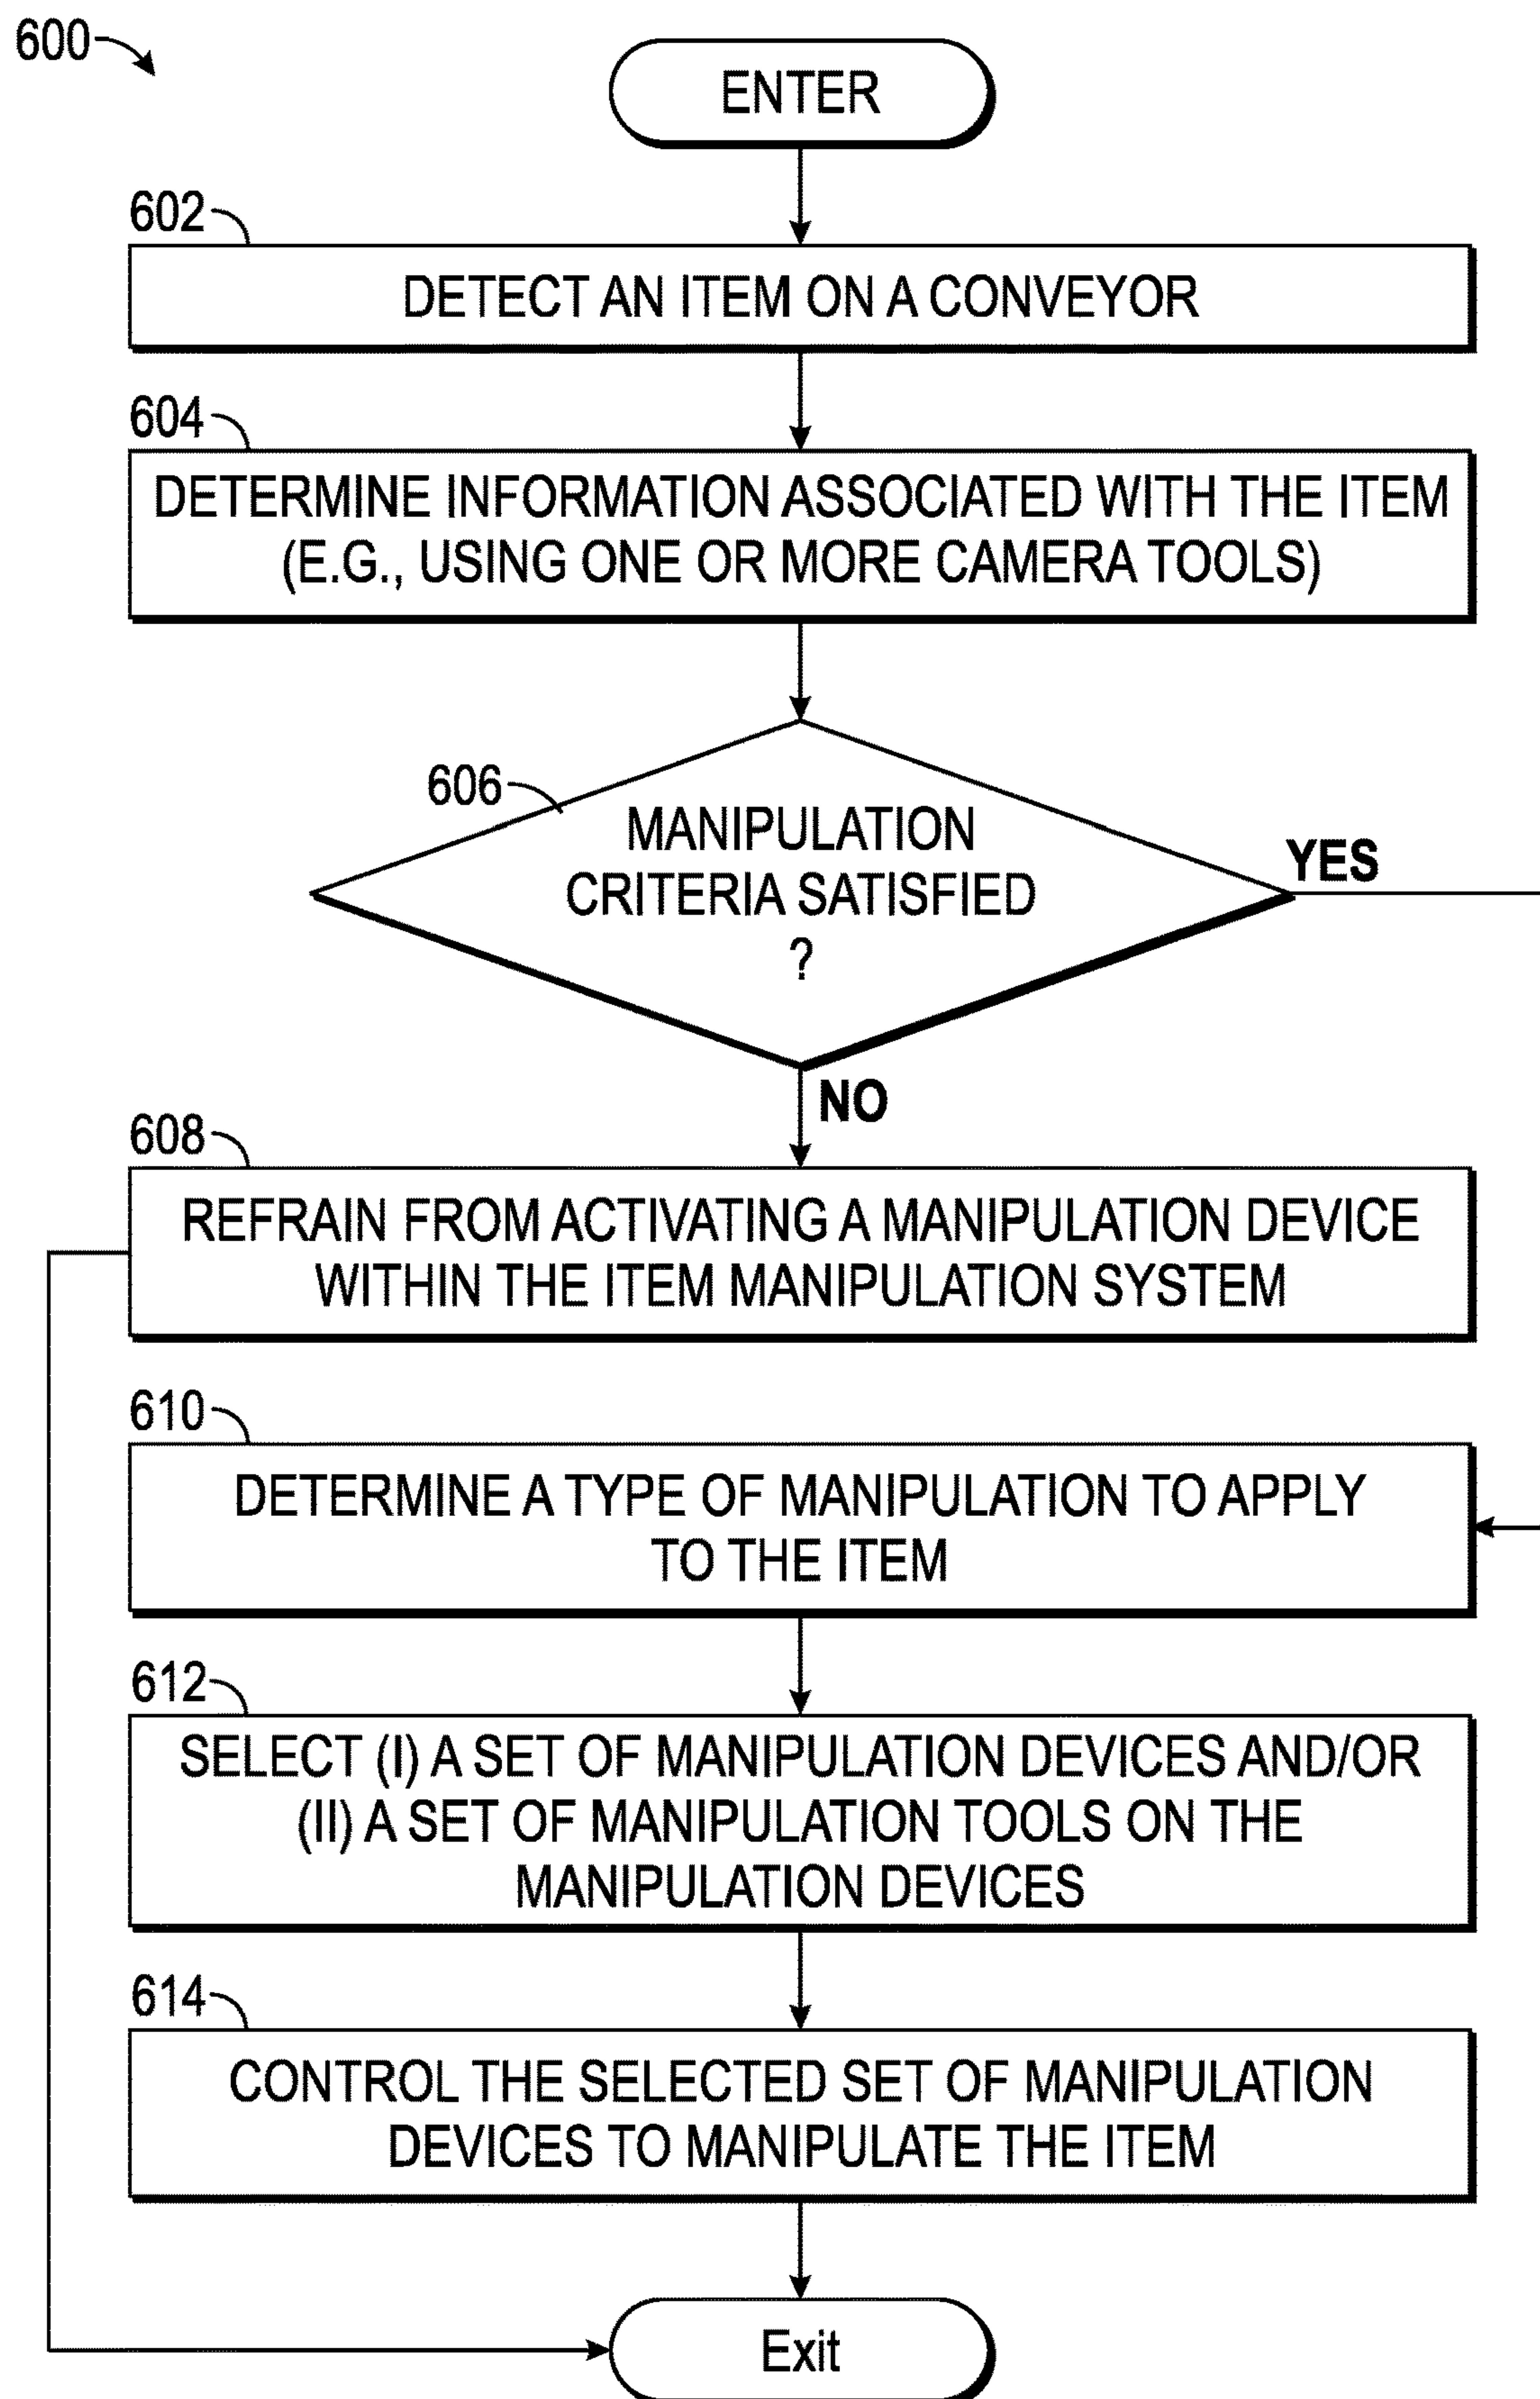 600
ENTER
602
DETECT AN ITEM ON A CONVEYOR
604
DETERMINE INFORMATION ASSOCIATED WITH THE ITEM
(E.G., USING ONE OR MORE CAMERA TOOLS)
606
MANIPULATION
CRITERIA SATISFIED
?
YES
NO
608
REFRAIN FROM ACTIVATING A MANIPULATION DEVICE
WITHIN THE ITEM MANIPULATION SYSTEM
610
DETERMINE A TYPE OF MANIPULATION TO APPLY
TO THE ITEM
612
SELECT (I) A SET OF MANIPULATION DEVICES AND/OR
(II) A SET OF MANIPULATION TOOLS ON THE
MANIPULATION DEVICES
614
CONTROL THE SELECTED SET OF MANIPULATION
DEVICES TO MANIPULATE THE ITEM
Exit